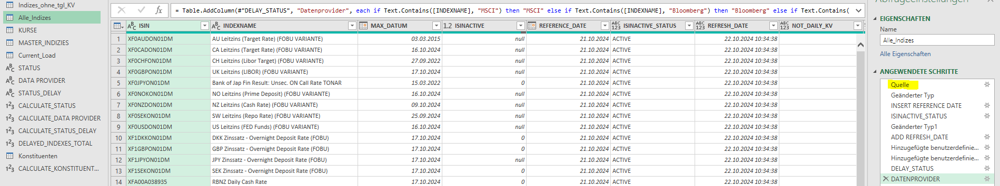 Indizes_ohne_tgl_KV
Alle_Indizes
KURSE
MASTER_INDIZIES
Current_Load
STATUS
DATA PROVIDER
STATUS_DELAY
CALCULATE_STATUS
CALCULATE_DATA PROVIDER
CALCULATE_STATUS_DELAY
DELAYED_INDEXES_TOTAL
Konstituenten
CALCULATE_KONSTITUENT...
= Table.AddColumn(#"DELAY_STATUS", "Datenprovider", each if Text.Contains([INDEXNAME], "MSCI") then "MSCI" else if Text.Contains([INDEXNAME], "Bloomberg") then "Bloomberg" else if Text.Contains(
ISIN INDEXNAME MAX_DATUM 1.2 ISINACTIVE REFERENCE_DATE ISINACTIVE_STATUS REFRESH_DATE NOT_DAILY_KV
1 XF0AUDON01DM AU Leitzins (Target Rate) (FOBU VARIANTE) 03.03.2015 null 21.10.2024 ACTIVE 22.10.2024 10:34:38
2 XF0CADON01DM CA Leitzins (Target Rate) (FOBU VARIANTE) 16.10.2024 null 21.10.2024 ACTIVE 22.10.2024 10:34:38
3 XF0CHFON01DM CH Leitzins (Libor Target) (FOBU VARIANTE) 27.09.2022 null 21.10.2024 ACTIVE 22.10.2024 10:34:38
4 XF0GBPON01DM UK Leitzins (LIBOR) (FOBU VARIANTE) 17.10.2024 null 21.10.2024 ACTIVE 22.10.2024 10:34:38
5 XF0JPYON01DM Bank of Jap Fin Result: Unsec. ON Call Rate TONAR 15.03.2022 0 21.10.2024 ACTIVE 22.10.2024 10:34:38
6 XF0NOKON01DM NO Leitzins (Prime Deposit) (FOBU VARIANTE) 16.10.2024 null 21.10.2024 ACTIVE 22.10.2024 10:34:38
7 XF0NZDON01DM NZ Leitzins (Cash Rate) (FOBU VARIANTE) 09.10.2024 null 21.10.2024 ACTIVE 22.10.2024 10:34:38
8 XF0SEKON01DM SW Leitzins (Repo Rate) (FOBU VARIANTE) 25.09.2024 null 21.10.2024 ACTIVE 22.10.2024 10:34:38
9 XF0USDON01DM US Leitzins (FED Funds) (FOBU VARIANTE) 16.10.2024 null 21.10.2024 ACTIVE 22.10.2024 10:34:38
10 XF1DKKON01DM DKK Zinssatz - Overnight Deposit Rate (FOBU) 17.10.2024 0 21.10.2024 ACTIVE 22.10.2024 10:34:38
11 XF1GBPON01DM GBP Zinssatz - Overnight Deposit Rate (FOBU) 17.10.2024 0 21.10.2024 ACTIVE 22.10.2024 10:34:38
12 XF1JPYON01DM JPY Zinssatz - Overnight Deposit Rate (FOBU) 17.10.2024 null 21.10.2024 ACTIVE 22.10.2024 10:34:38
13 XF1SEKON01DM SEK Zinssatz - Overnight Deposit Rate (FOBU) 17.10.2024 0 21.10.2024 ACTIVE 22.10.2024 10:34:38
14 XFA00A038935 RBNZ Daily Cash Rate 17.10.2024 0 21.10.2024 ACTIVE 22.10.2024 10:34:38
Abfrageeinstellungen
EIGENSCHAFTEN
Name
Alle_Indizes
Alle Eigenschaften
ANGEWENDETE SCHRITTE
Quelle
Geänderter Typ
INSERT REFERENCE DATE
ISINACTIVE_STATUS
Geänderter Typ1
ADD REFRESH_DATE
Hinzugefügte benutzerdefinie...
Hinzugefügte benutzerdefinie...
DELAY_STATUS
DATENPROVIDER